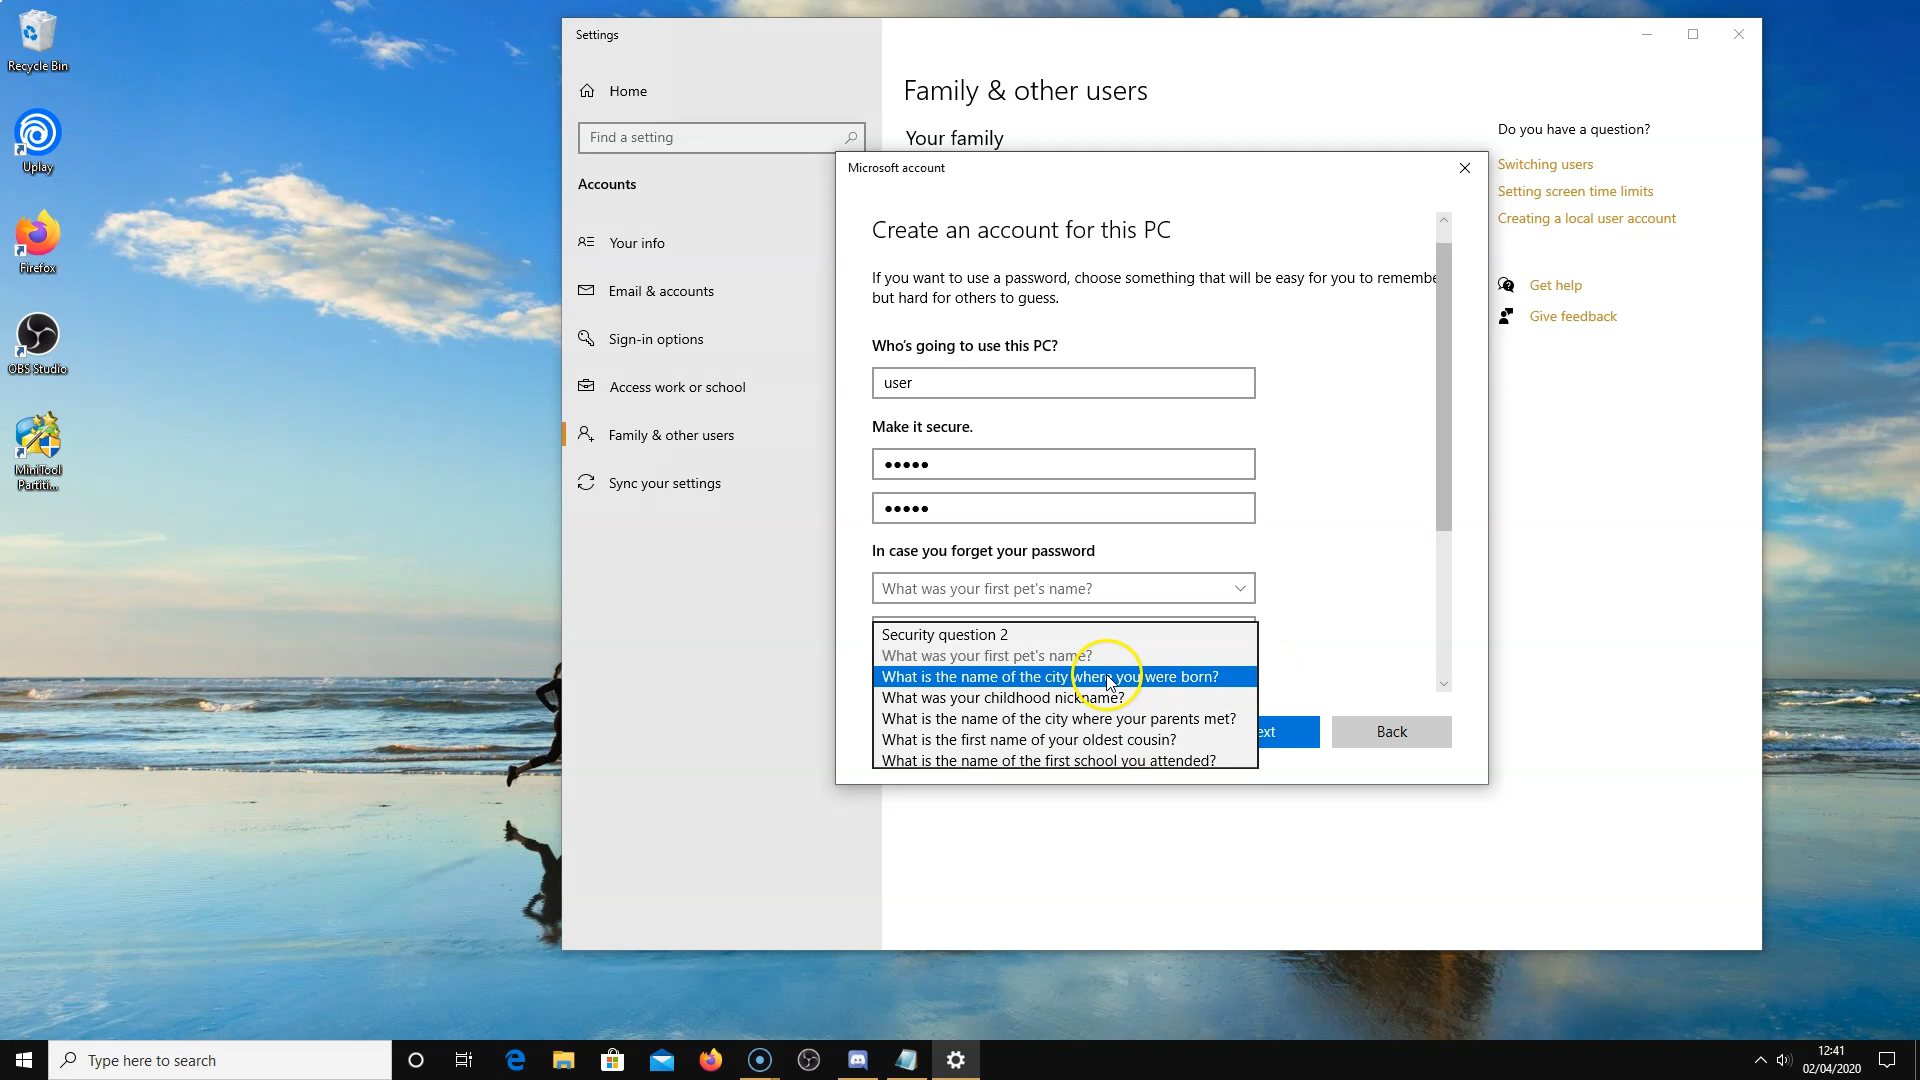 Recycle Bin
Uplay
Firefox
OBS Studio
MiniTool
Partiti...
Settings
Home
Find a setting
Accounts
Your info
Email & accounts
Sign-in options
Access work or school
Family & other users
Sync your settings
Family & other users
Your family
Do you have a question?
Switching users
Setting screen time limits
Creating a local user account
Get help
Give feedback
Microsoft account
Create an account for this PC
If you want to use a password, choose something that will be easy for you to remembe
but hard for others to guess.
Who's going to use this PC?
user
Make it secure.
In case you forget your password
What was your first pet's name?
Security question 2
What was your first pet's name?
What is the name of the city where you were born?
What was your childhood nickname?
What is the name of the city where your parents met?
What is the first name of your oldest cousin?
What is the name of the first school you attended?
ext
Back
Type here to search
12:41
02/04/2020